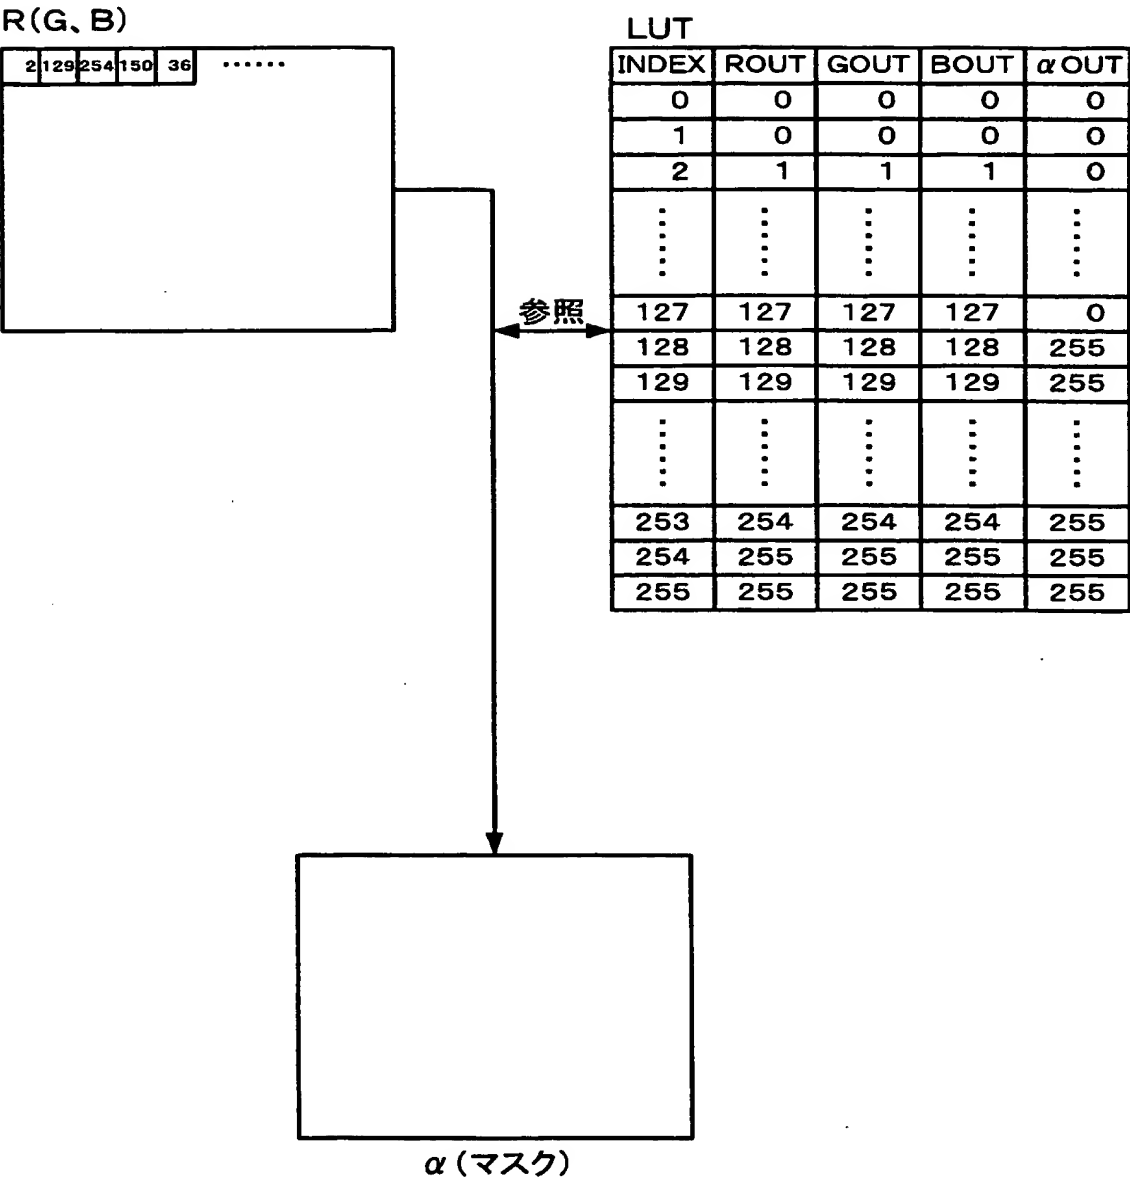 R(G、B)
2 129 254 150 36 ······
LUT
INDEX ROUT GOUT BOUT αOUT
0 0 0 0 0
1 0 0 0 0
2 1 1 1 0
⋮ ⋮ ⋮ ⋮ ⋮
127 127 127 127 0
128 128 128 128 255
129 129 129 129 255
⋮ ⋮ ⋮ ⋮ ⋮
253 254 254 254 255
254 255 255 255 255
255 255 255 255 255
参照
α(マスク)